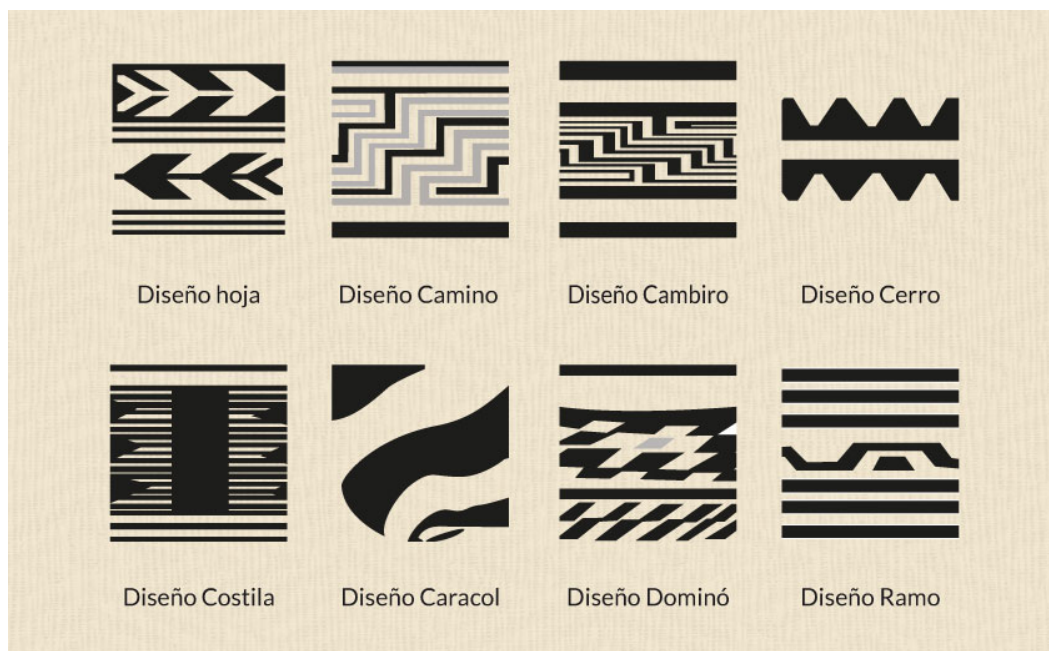 Diseño hoja
Diseño Camino
Diseño Cambiro
Diseño Cerro
Diseño Costila
Diseño Caracol
Diseño Dominó
Diseño Ramo